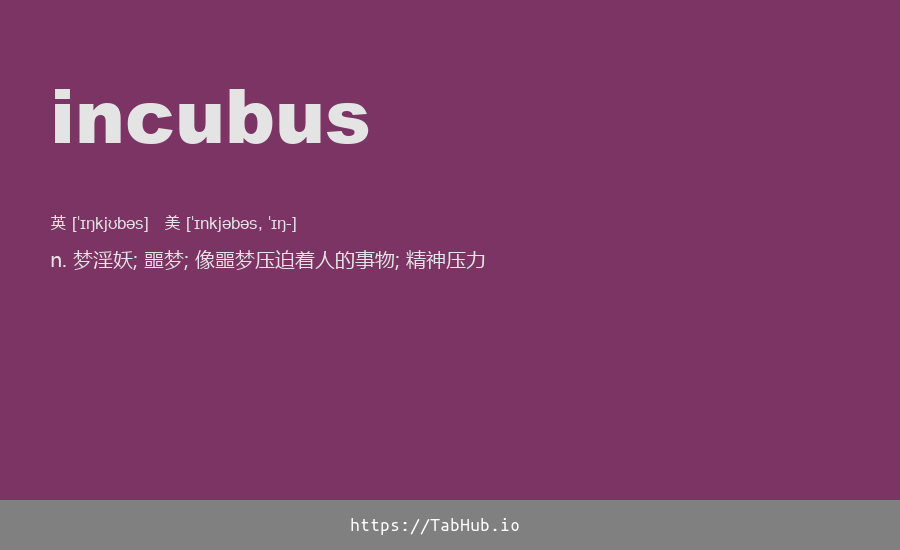 incubus
英 [ˈɪŋkjʊbəs] 美 [ˈɪnkjəbəs, ˈɪŋ-]
n. 梦淫妖; 噩梦; 像噩梦压迫着人的事物; 精神压力
https://TabHub.io